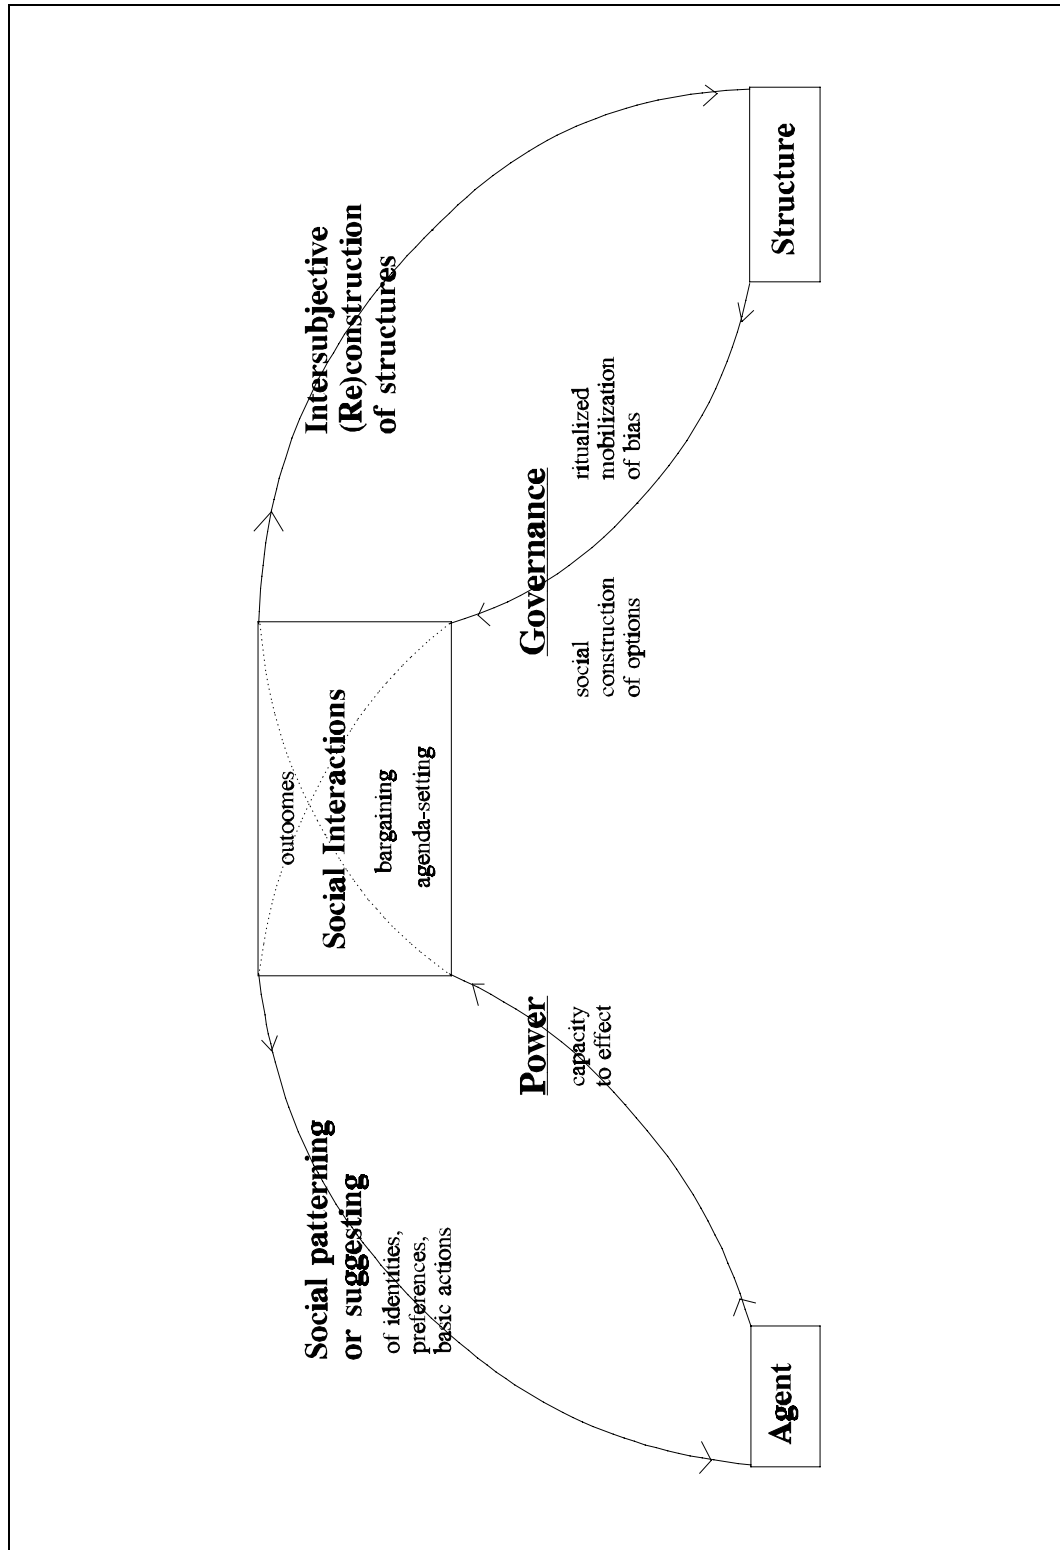 Social patterning
or suggesting
of identities,
preferences,
basic actions
outcomes
Social Interactions
bargaining
agenda-setting
Intersubjective
(Re)construction
of structures
Power
capacity
to effect
Governance
social
construction
of options
ritualized
mobilization
of bias
Agent
Structure